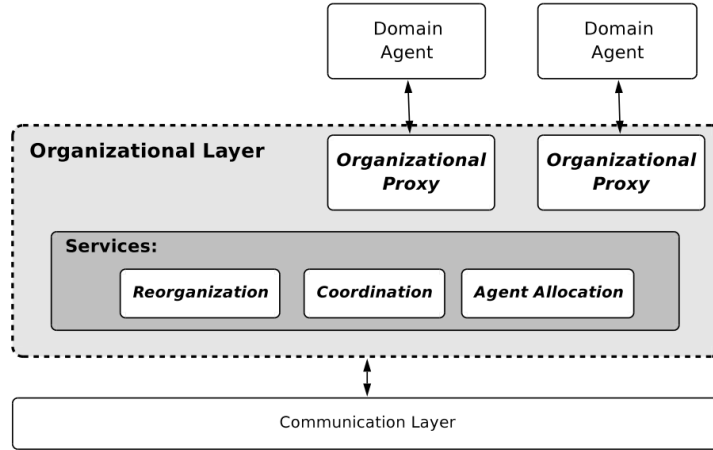 Domain
Agent
Domain
Agent
Organizational Layer
Organizational
Proxy
Organizational
Proxy
Services:
Reorganization
Coordination
Agent Allocation
Communication Layer